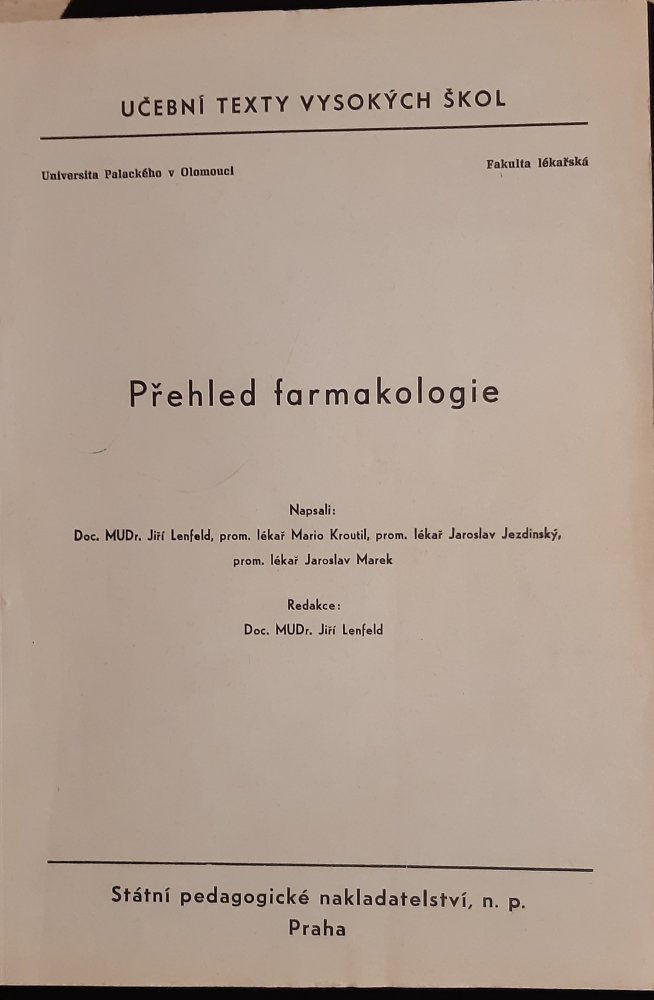 UČEBNÍ TEXTY VYSOKÝCH ŠKOL
Universita Palackého v Olomouci
Fakulta lékařská
Přehled farmakologie
Napsali:
Doc. MUDr. Jiří Lenfeld, prom. lékař Mario Kroutil, prom. lékař Jaroslav Jezdinský,
prom. lékař Jaroslav Marek
Redakce:
Doc. MUDr. Jiří Lenfeld
Státní pedagogické nakladatelství, n. p.
Praha